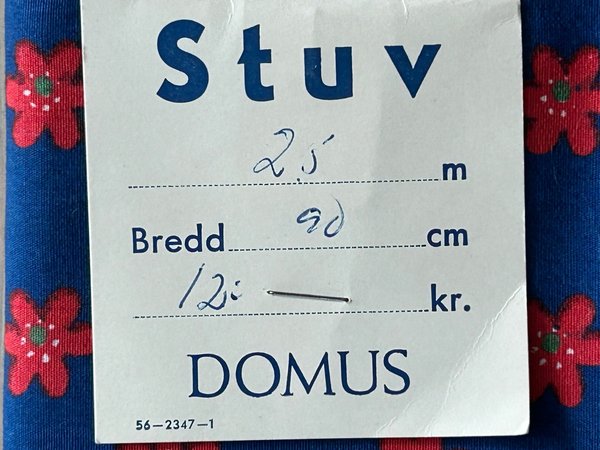 Stuv
2,5 m
Bredd 90 cm
12:- kr.
DOMUS
56-2347-1